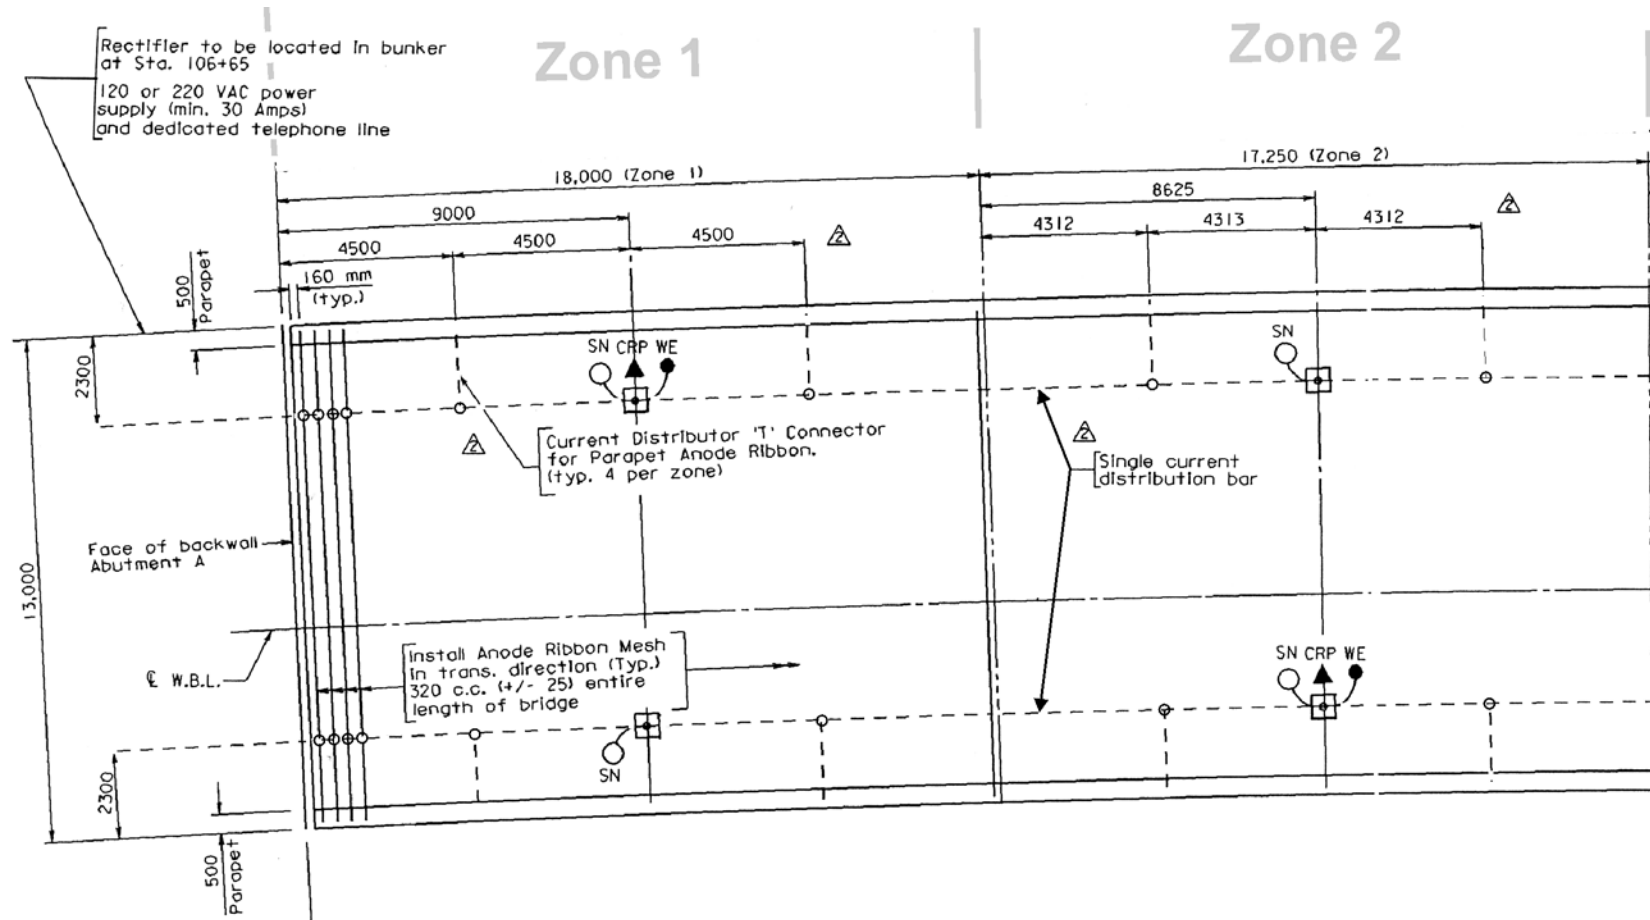 Zone 1
Zone 2
Rectifier to be located in bunker
at Sta. 106+65
120 or 220 VAC power
supply (min. 30 Amps)
and dedicated telephone line
18,000 (Zone 1)
17,250 (Zone 2)
9000
8625
4500
4500
4500
2
4312
4313
4312
2
160 mm
(typ.)
500
Parapet
2300
SN CRP WE
SN
2
Current Distributor 'T' Connector
for Parapet Anode Ribbon.
(typ. 4 per zone)
2
Single current
distribution bar
Face of backwall
Abutment A
13,000
℄ W.B.L.
Install Anode Ribbon Mesh
in trans. direction (Typ.)
320 c.c. (+/- 25) entire
length of bridge
SN CRP WE
SN
2300
500
Parapet